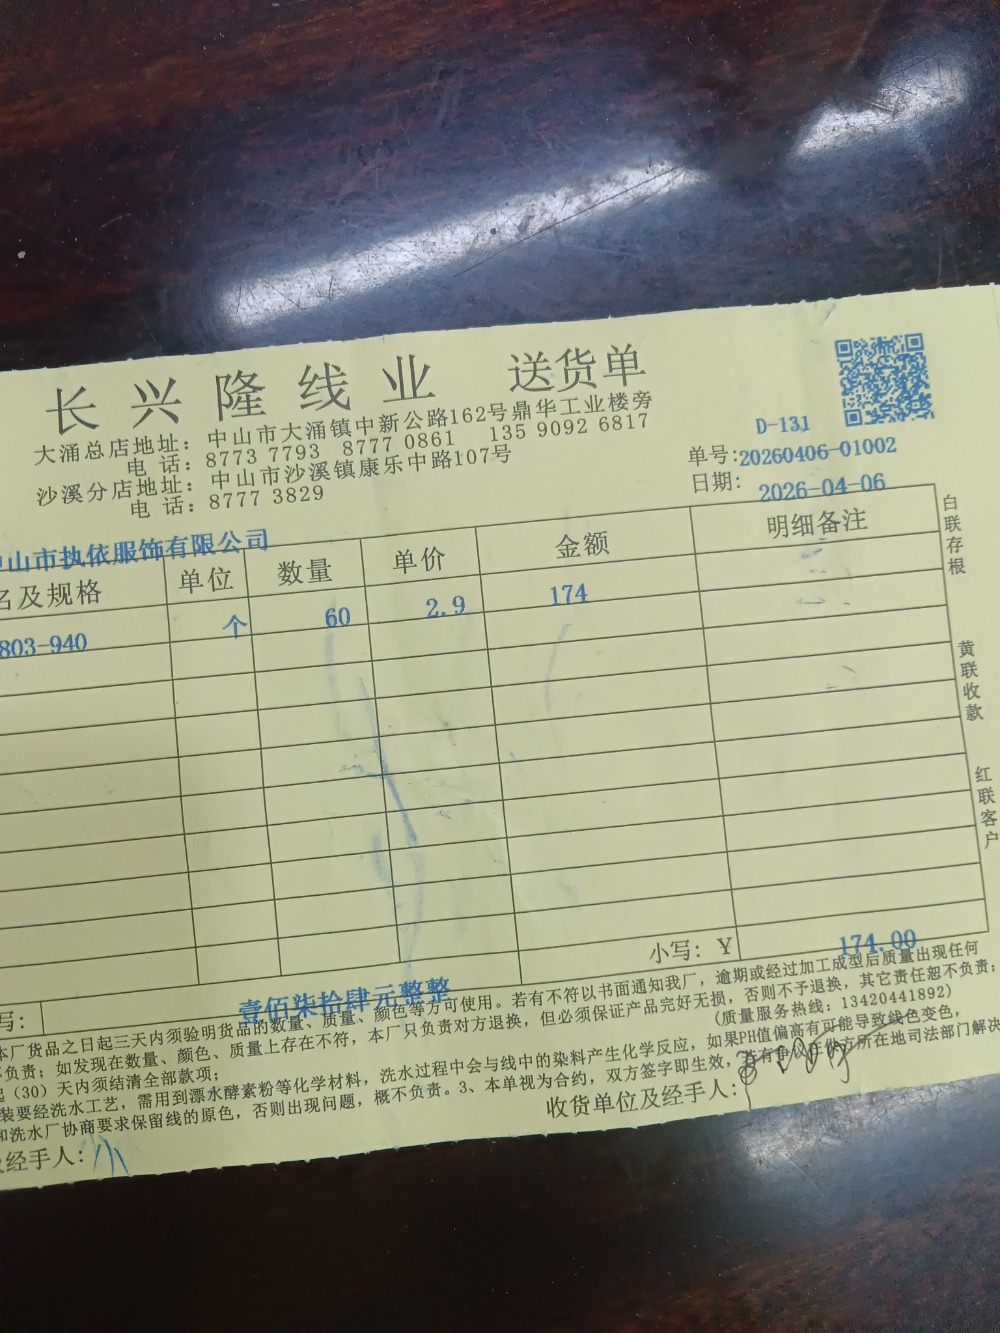 长兴隆线业 送货单
大涌总店地址：中山市大涌镇中新公路162号鼎华工业楼旁
电 话：8773 7793 8777 0861 135 9092 6817
沙溪分店地址：中山市沙溪镇康乐中路107号
电 话：8777 3829
D-131
单号:20260406-01002
日期: 2026-04-06
中山市执依服饰有限公司
名及规格 单位 数量 单价 金额 明细备注
803-940 个 60 2.9 174
小写：￥ 174.00
写: 壹佰柒拾肆元整整
本厂货品之日起三天内须验明货品的数量、质量、颜色等方可使用。若有不符以书面通知我厂，逾期或经过加工成型后质量出现任何
不负责；如发现在数量、颜色、质量上存在不符，本厂只负责对方退换，但必须保证产品完好无损，否则不予退换，其它责任恕不负责；
起（30）天内须结清全部款项； (质量服务热线：13420441892)
装要经洗水工艺，需用到漂水酵素粉等化学材料，洗水过程中会与线中的染料产生化学反应，如果PH值偏高有可能导致线色变色，
和洗水厂协商要求保留线的原色，否则出现问题，概不负责。3、本单视为合约，双方签字即生效，若有争议在供方所在地司法部门解决
经手人: 小
收货单位及经手人:
白联存根
黄联收款
红联客户